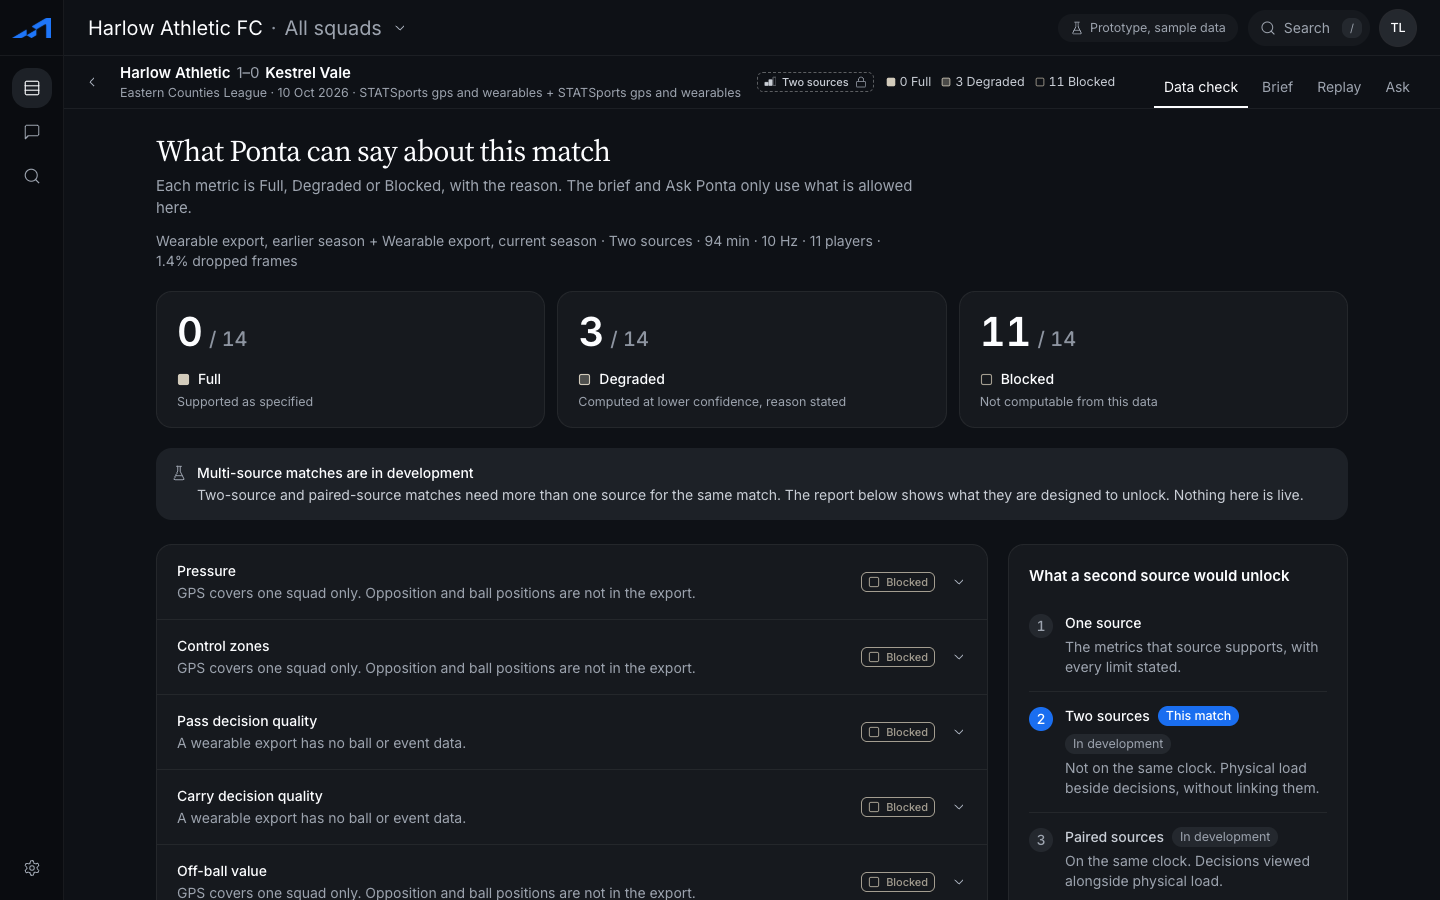 Harlow Athletic FC · All squads
Prototype, sample data
Search /
TL
Harlow Athletic 1–0 Kestrel Vale
Eastern Counties League · 10 Oct 2026 · STATSports gps and wearables + STATSports gps and wearables
Two sources
0 Full
3 Degraded
11 Blocked
Data check
Brief
Replay
Ask
What Ponta can say about this match
Each metric is Full, Degraded or Blocked, with the reason. The brief and Ask Ponta only use what is allowed
here.
Wearable export, earlier season + Wearable export, current season · Two sources · 94 min · 10 Hz · 11 players ·
1.4% dropped frames
0 / 14
Full
Supported as specified
3 / 14
Degraded
Computed at lower confidence, reason stated
11 / 14
Blocked
Not computable from this data
Multi-source matches are in development
Two-source and paired-source matches need more than one source for the same match. The report below shows what they are designed to unlock. Nothing here is live.
Pressure
GPS covers one squad only. Opposition and ball positions are not in the export.
Blocked
Control zones
GPS covers one squad only. Opposition and ball positions are not in the export.
Blocked
Pass decision quality
A wearable export has no ball or event data.
Blocked
Carry decision quality
A wearable export has no ball or event data.
Blocked
Off-ball value
GPS covers one squad only. Opposition and ball positions are not in the export.
Blocked
What a second source would unlock
1 One source
The metrics that source supports, with
every limit stated.
2 Two sources This match
In development
Not on the same clock. Physical load
beside decisions, without linking them.
3 Paired sources In development
On the same clock. Decisions viewed
alongside physical load.